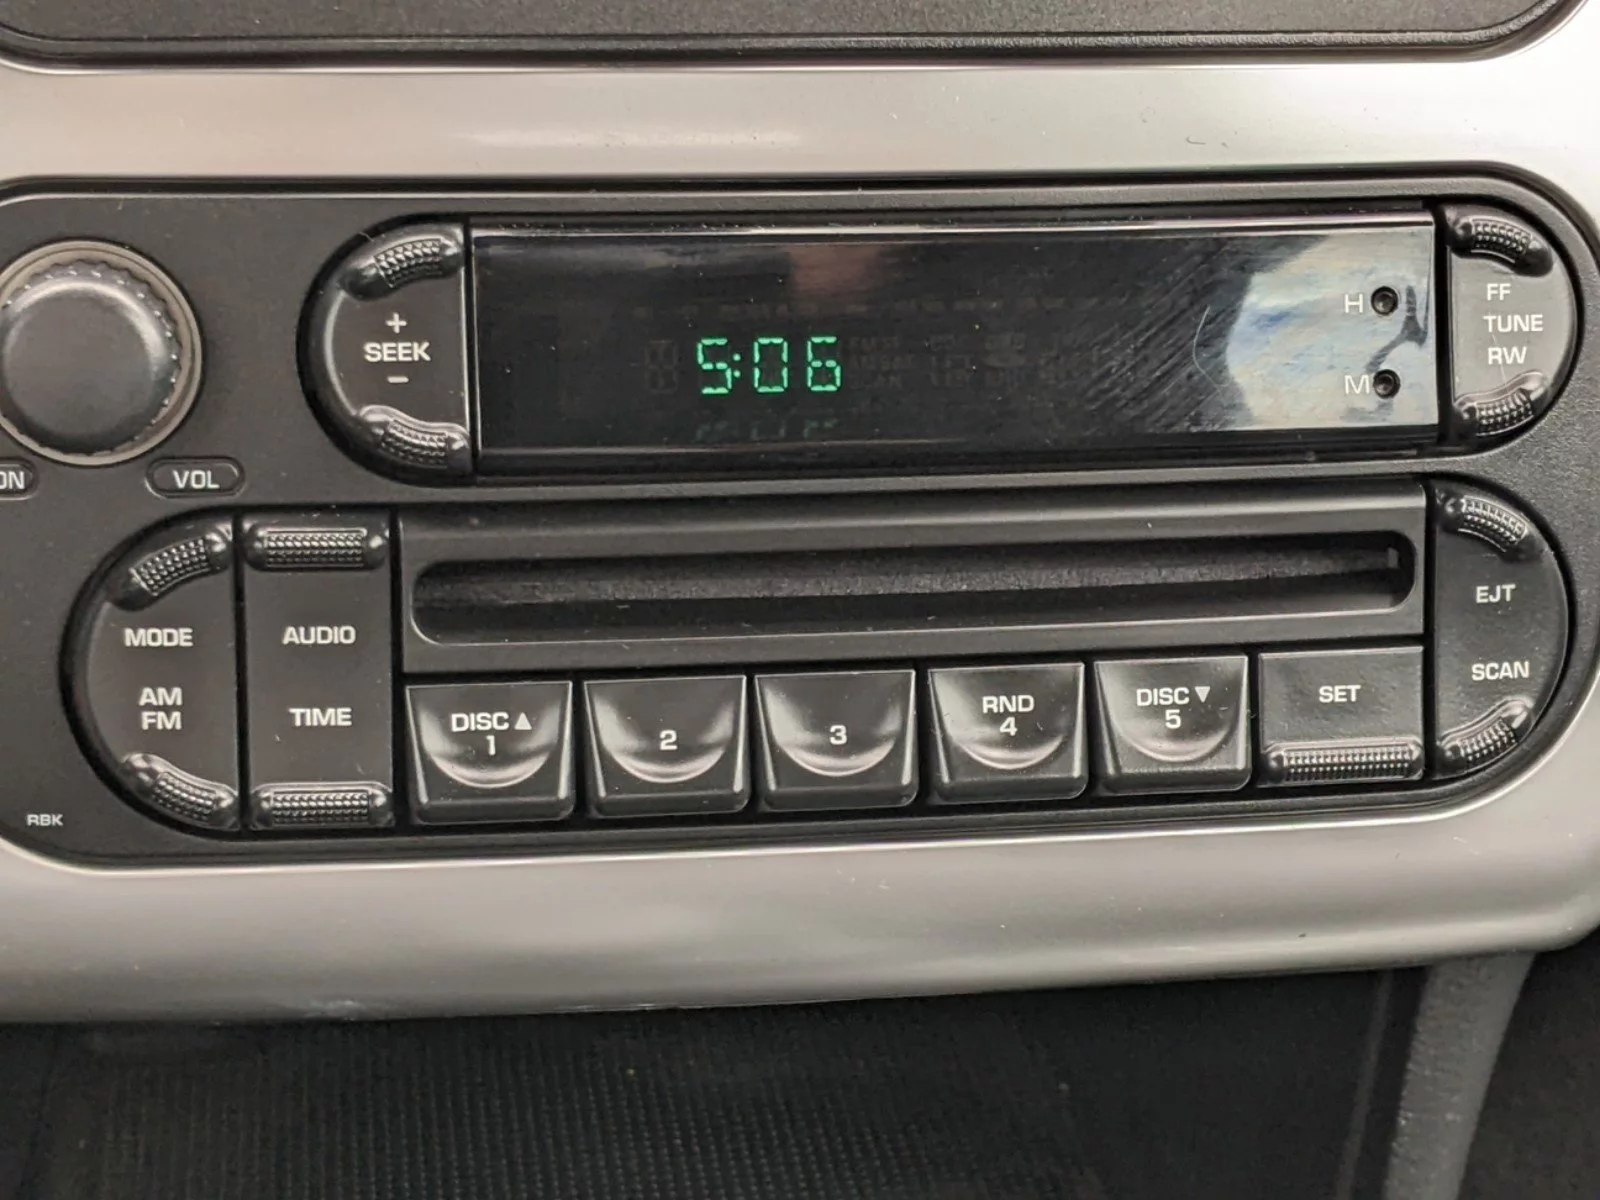 +
SEEK
−
5:06
H
M
FF
TUNE
RW
ON
VOL
MODE
AM
FM
AUDIO
TIME
EJT
SCAN
DISC▲
1
2
3
RND
4
DISC▼
5
SET
RBK